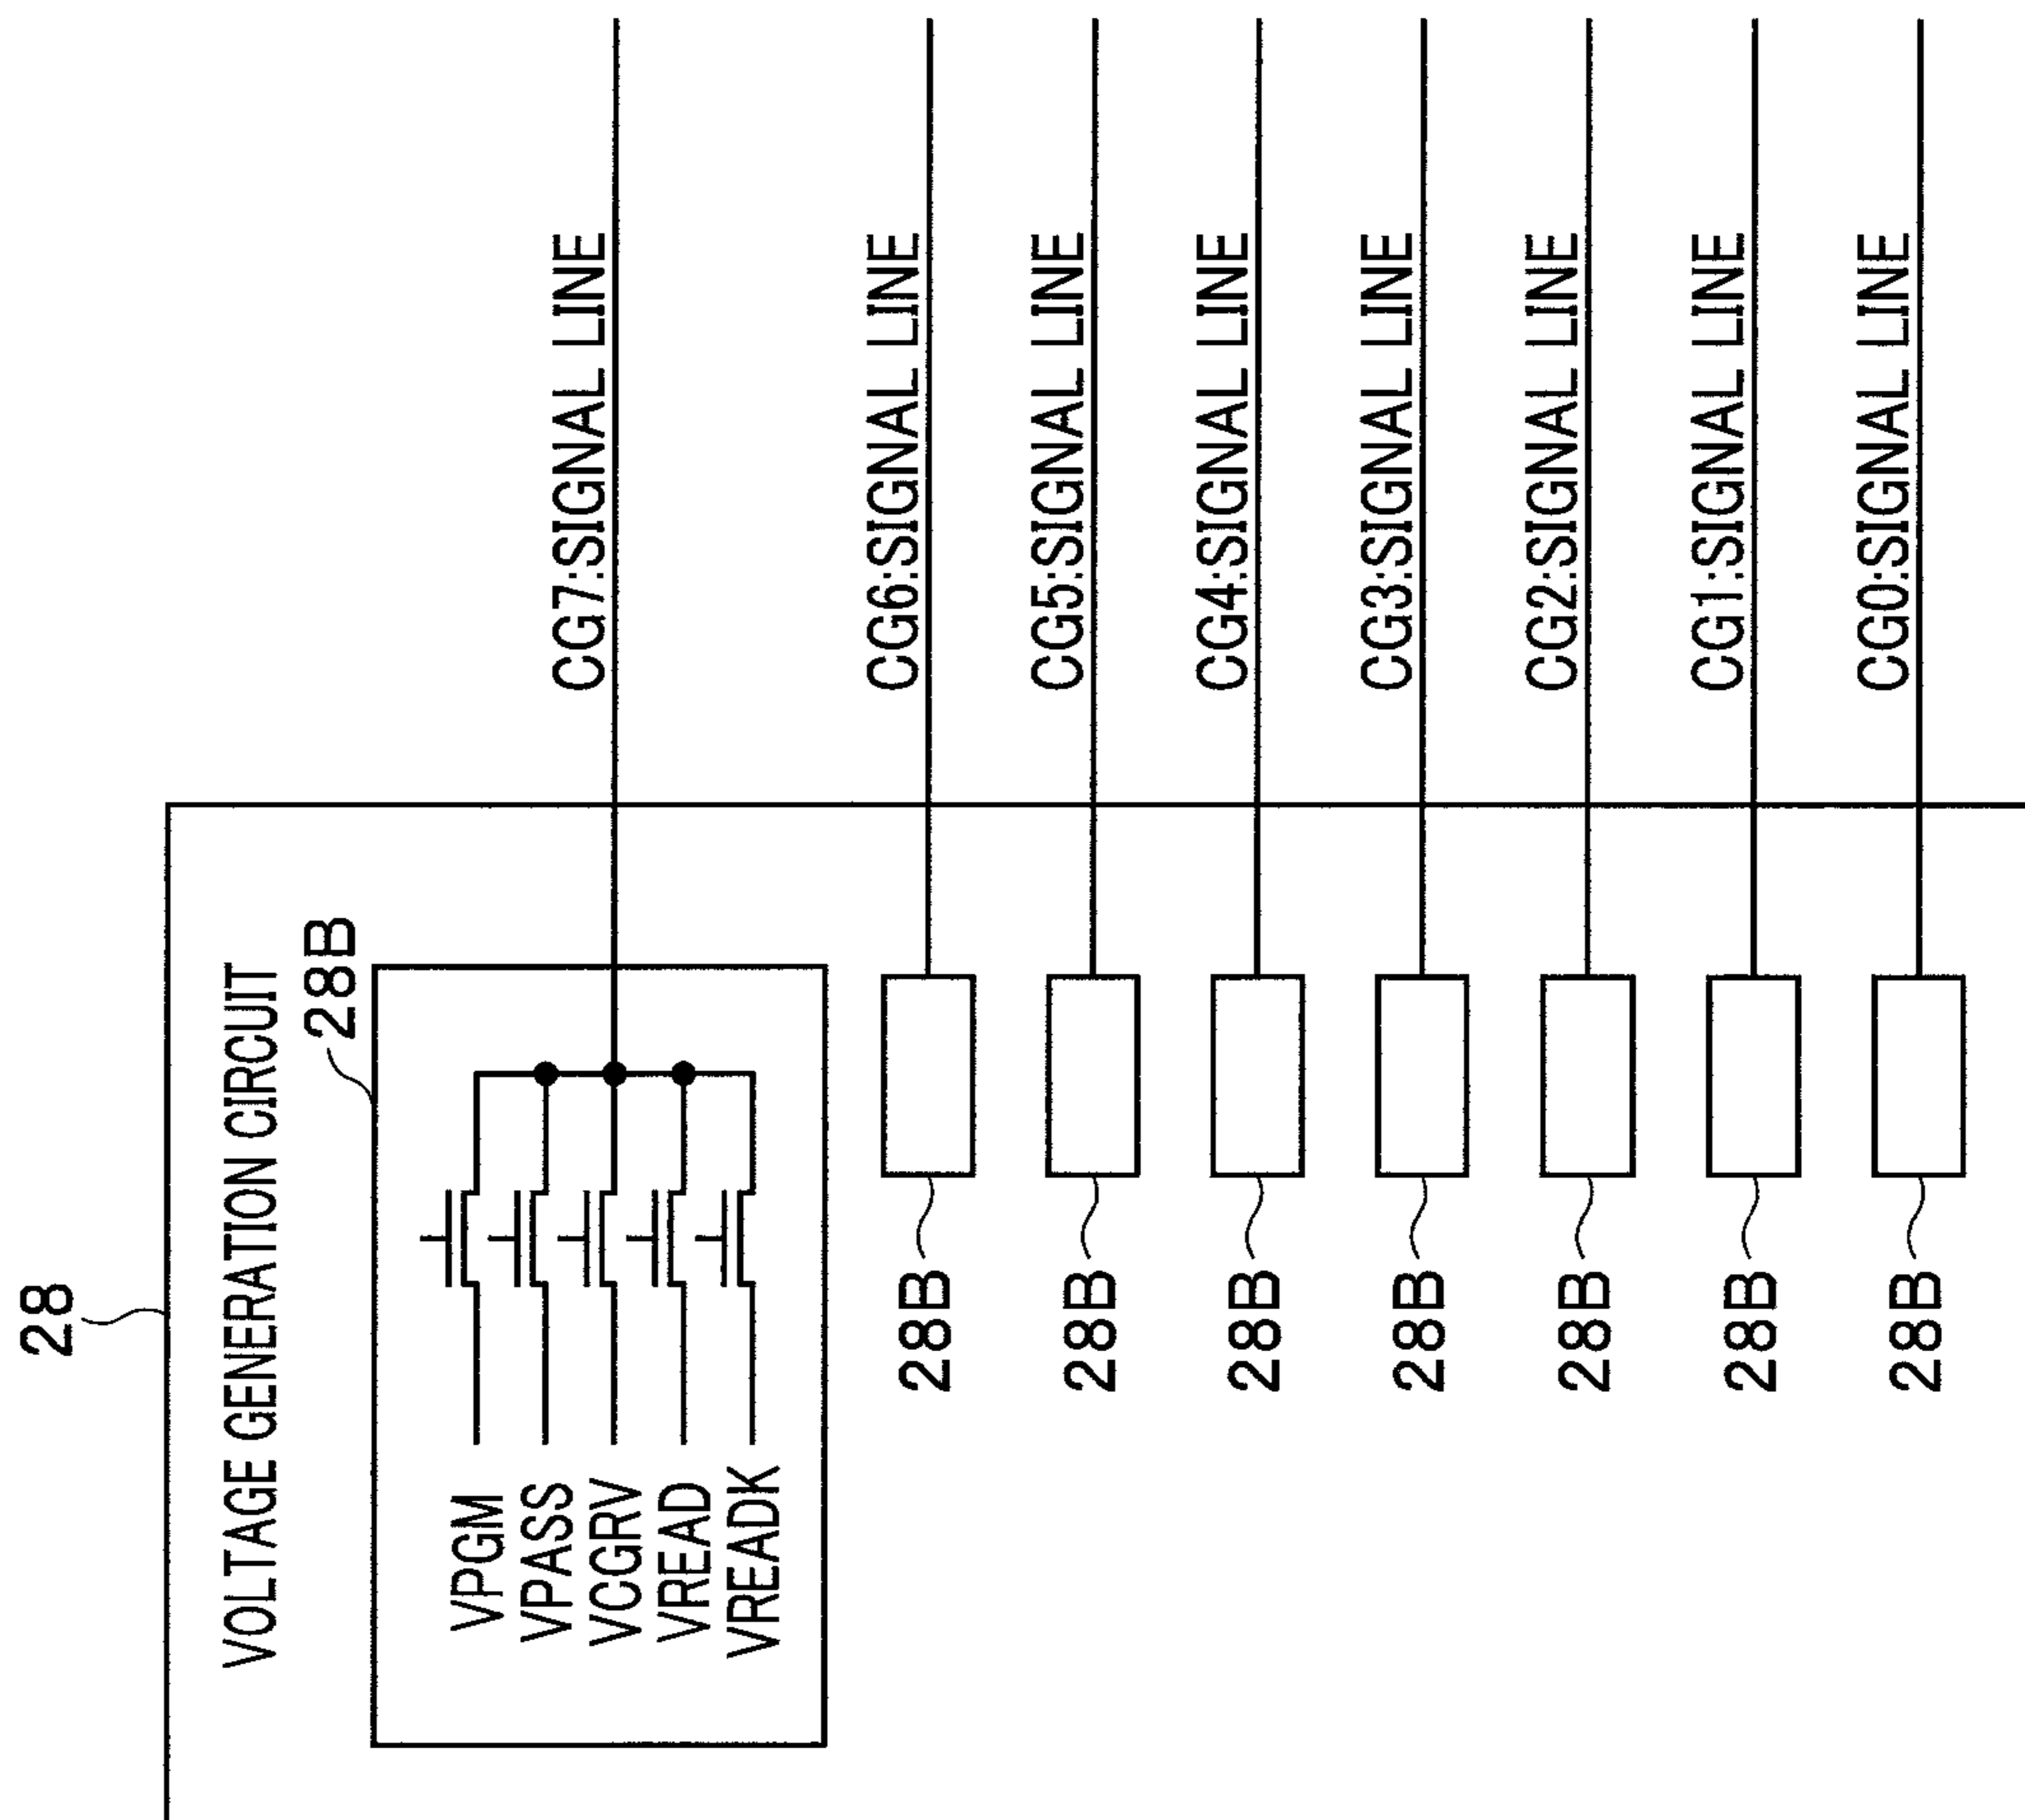 28
VOLTAGE GENERATION CIRCUIT
28B
VPGM
VPASS
VCGRV
VREAD
VREADK
CG7:SIGNAL LINE
28B
CG6:SIGNAL LINE
28B
CG5:SIGNAL LINE
28B
CG4:SIGNAL LINE
28B
CG3:SIGNAL LINE
28B
CG2:SIGNAL LINE
28B
CG1:SIGNAL LINE
28B
CG0:SIGNAL LINE